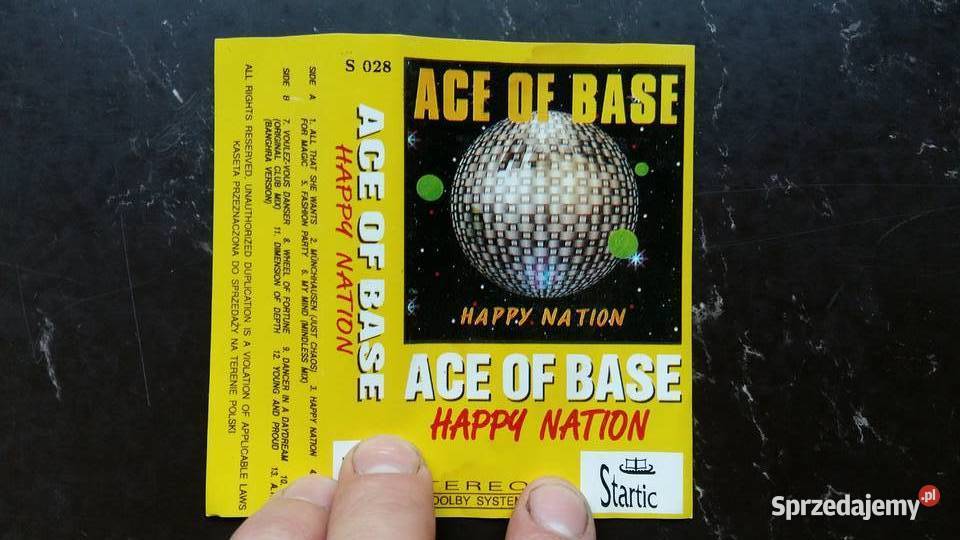 S 028
ACE OF BASE
HAPPY NATION
ACE OF BASE
HAPPY NATION
TEREO
DOLBY SYSTEM
Startic
ACE OF BASE
HAPPY NATION
SIDE A 1. ALL THAT SHE WANTS 2. MÜNCHHAUSEN (JUST CHAOS) 3. HAPPY NATION 4.
FOR MAGIC 5. FASHION PARTY 6. MY MIND (MINDLESS MIX)
SIDE B 7. VOULEZ-VOUS DANSER 8. WHEEL OF FORTUNE 9. DANCER IN A DAYDREAM 10.
(ORIGINAL CLUB MIX) 11. DIMENSION OF DEPTH 12. YOUNG AND PROUD 13.
(BANGHRA VERSION)
ALL RIGHTS RESERVED, UNAUTHORIZED DUPLICATION IS A VIOLATION OF APPLICABLE LAWS
KASETA PRZEZNACZONA DO SPRZEDAŻY NA TERENIE POLSKI
Sprzedajemy.pl